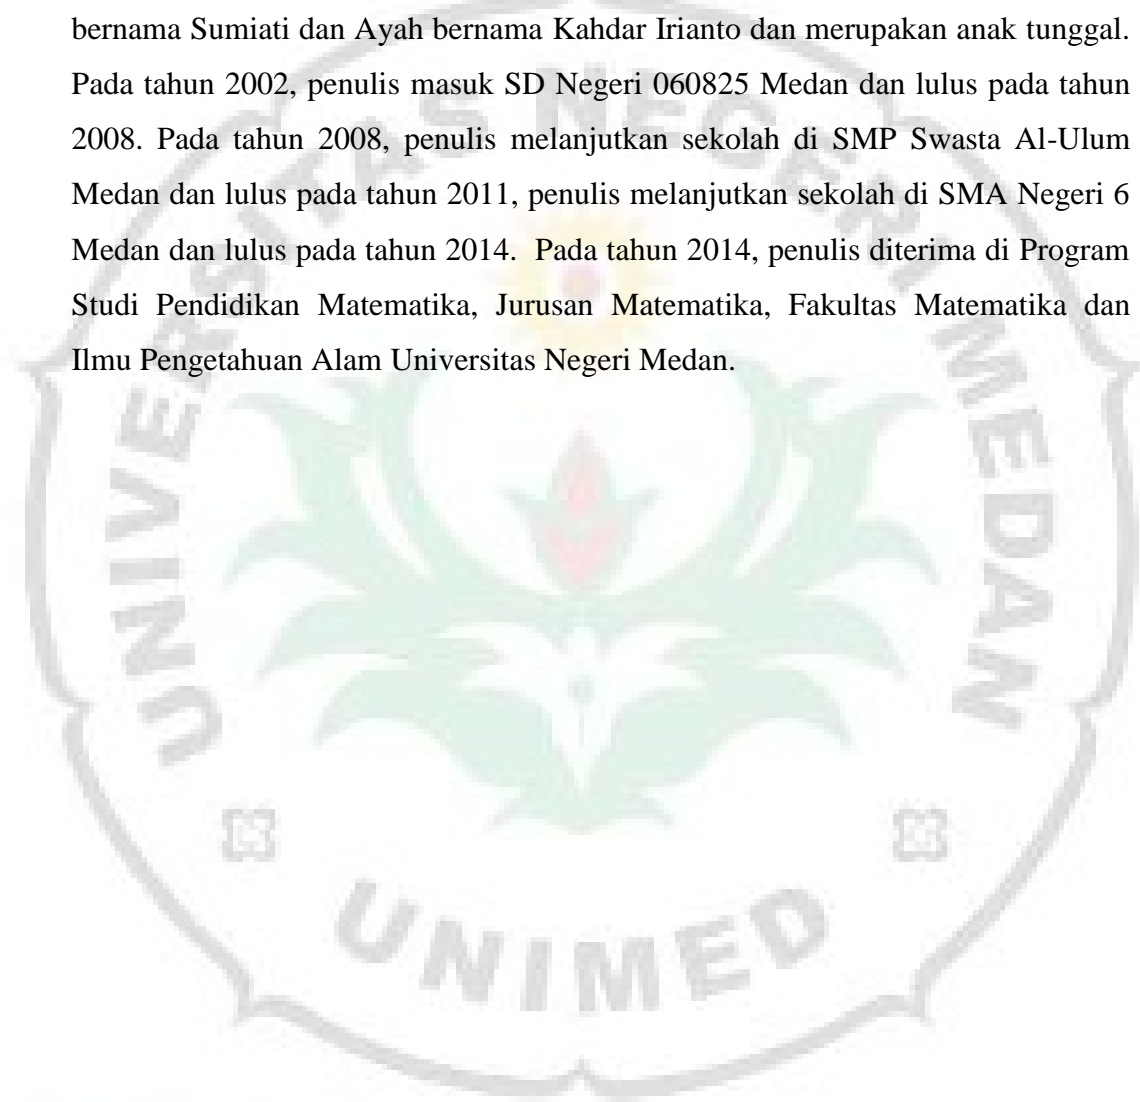 bernama Sumiati dan Ayah bernama Kahdar Irianto dan merupakan anak tunggal.
Pada tahun 2002, penulis masuk SD Negeri 060825 Medan dan lulus pada tahun
2008. Pada tahun 2008, penulis melanjutkan sekolah di SMP Swasta Al-Ulum
Medan dan lulus pada tahun 2011, penulis melanjutkan sekolah di SMA Negeri 6
Medan dan lulus pada tahun 2014. Pada tahun 2014, penulis diterima di Program
Studi Pendidikan Matematika, Jurusan Matematika, Fakultas Matematika dan
Ilmu Pengetahuan Alam Universitas Negeri Medan.
UNIVERSITAS NEGERI MEDAN
UNIMED